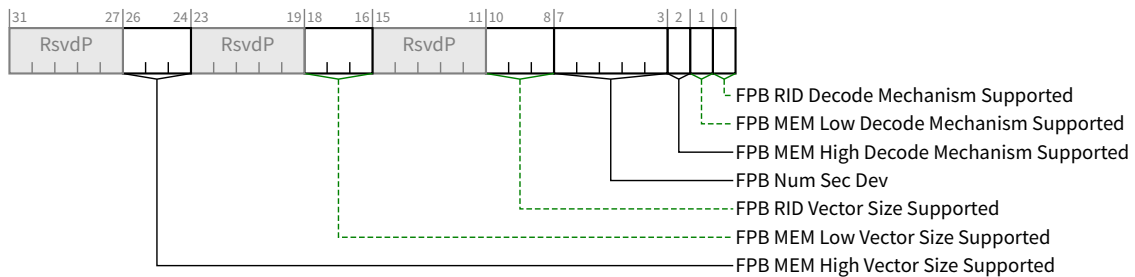 31 27 26 24 23 19 18 16 15 11 10 8 7 3 2 1 0
RsvdP RsvdP RsvdP
FPB RID Decode Mechanism Supported
FPB MEM Low Decode Mechanism Supported
FPB MEM High Decode Mechanism Supported
FPB Num Sec Dev
FPB RID Vector Size Supported
FPB MEM Low Vector Size Supported
FPB MEM High Vector Size Supported